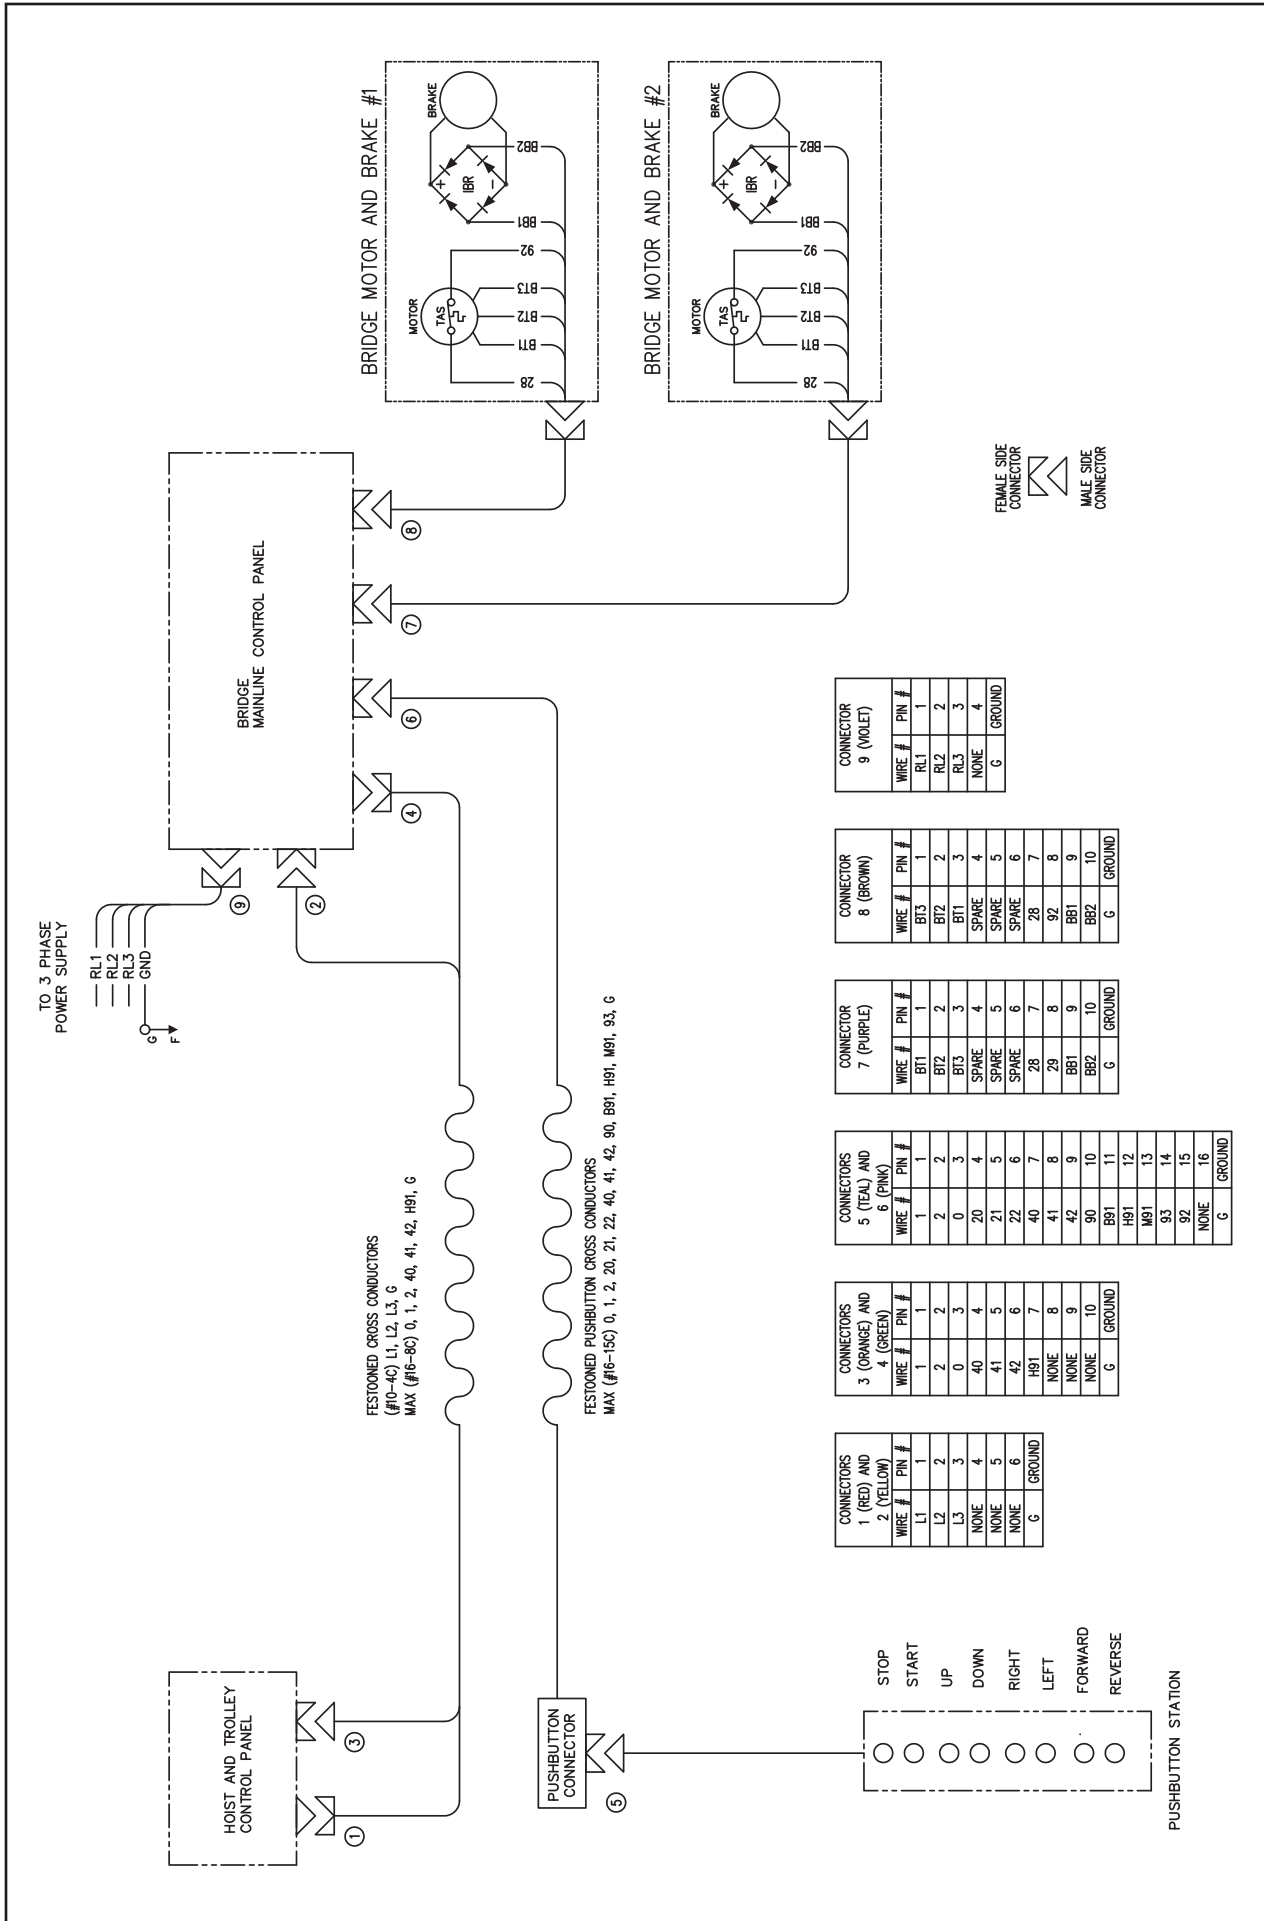 TO 3 PHASE
POWER SUPPLY
RL1
RL2
RL3
GND
G
F
9
2
BRIDGE
MAINLINE CONTROL PANEL
4
6
7
8
BRIDGE MOTOR AND BRAKE #1
MOTOR
TAS
BRAKE
IBR
+
-
28
BT1
BT2
BT3
92
BB1
BB2
BRIDGE MOTOR AND BRAKE #2
MOTOR
TAS
BRAKE
IBR
+
-
28
BT1
BT2
BT3
92
BB1
BB2
FEMALE SIDE
CONNECTOR
MALE SIDE
CONNECTOR
HOIST AND TROLLEY
CONTROL PANEL
1
3
FESTOONED CROSS CONDUCTORS
(#10-4C) L1, L2, L3, G
MAX (#16-8C) 0, 1, 2, 40, 41, 42, H91, G
FESTOONED PUSHBUTTON CROSS CONDUCTORS
MAX (#16-15C) 0, 1, 2, 20, 21, 22, 40, 41, 42, 90, B91, H91, M91, 93, G
PUSHBUTTON
CONNECTOR
5
STOP
START
UP
DOWN
RIGHT
LEFT
FORWARD
REVERSE
PUSHBUTTON STATION
CONNECTORS
1 (RED) AND
2 (YELLOW)
WIRE # PIN #
L1 1
L2 2
L3 3
NONE 4
NONE 5
NONE 6
G GROUND
CONNECTORS
3 (ORANGE) AND
4 (GREEN)
WIRE # PIN #
1 1
2 2
0 3
40 4
41 5
42 6
H91 7
NONE 8
NONE 9
NONE 10
G GROUND
CONNECTORS
5 (TEAL) AND
6 (PINK)
WIRE # PIN #
1 1
2 2
0 3
20 4
21 5
22 6
40 7
41 8
42 9
90 10
B91 11
H91 12
M91 13
93 14
92 15
NONE 16
G GROUND
CONNECTOR
7 (PURPLE)
WIRE # PIN #
BT1 1
BT2 2
BT3 3
SPARE 4
SPARE 5
SPARE 6
28 7
29 8
BB1 9
BB2 10
G GROUND
CONNECTOR
8 (BROWN)
WIRE # PIN #
BT3 1
BT2 2
BT1 3
SPARE 4
SPARE 5
SPARE 6
28 7
92 8
BB1 9
BB2 10
G GROUND
CONNECTOR
9 (VIOLET)
WIRE # PIN #
RL1 1
RL2 2
RL3 3
NONE 4
G GROUND